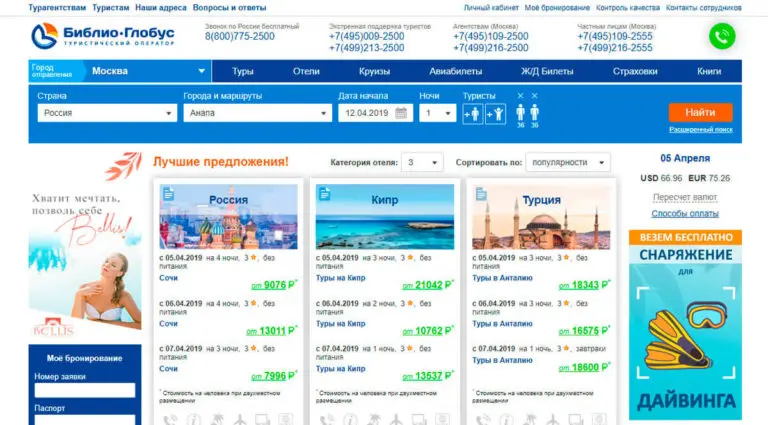 Турагентствам Туристам Наши адреса Вопросы и ответы
Личный кабинет Моё бронирование Контроль качества Контакты сотрудников
Библио-Глобус
ТУРИСТИЧЕСКИЙ ОПЕРАТОР
Звонок по России бесплатный
8(800)775-2500
Экстренная поддержка туристов
+7(495)009-2500
+7(499)213-2500
Агентствам (Москва)
+7(495)109-2500
+7(499)216-2500
Частным лицам (Москва)
+7(495)109-2555
+7(499)216-2555
Город
отправления
Москва
Туры Отели Круизы Авиабилеты Ж/Д Билеты Страховки Книги
Страна Города и маршруты Дата начала Ночи Туристы
Россия Анапа 12.04.2019 1
36 36
Найти
Расширенный поиск
Хватит мечтать,
позволь себе
Bellis!
BELLIS
Моё бронирование
Номер заявки
Паспорт
Лучшие предложения!
Категория отеля: 3
Сортировать по: популярности
Россия
с 05.04.2019 на 4 ночи, 3, без
питания
Сочи
от 9076 ₽*
с 06.04.2019 на 4 ночи, 3, без
питания
Сочи
от 13011 ₽*
с 07.04.2019 на 3 ночи, 3, без
питания
Сочи
от 7996 ₽*
* Стоимость на человека при двухместном
размещении
Кипр
с 05.04.2019 на 3 ночи, 3, без
питания
Туры на Кипр
от 21042 ₽*
с 06.04.2019 на 2 ночи, 3, без
питания
Туры на Кипр
от 10762 ₽*
с 07.04.2019 на 1 ночь, 3, без
питания
Туры на Кипр
от 13537 ₽*
* Стоимость на человека при двухместном
размещении
Турция
с 05.04.2019 на 4 ночи, 3, без
питания
Туры в Анталию
от 18343 ₽*
с 06.04.2019 на 3 ночи, 3, без
питания
Туры в Анталию
от 16575 ₽*
с 07.04.2019 на 1 ночь, 3, завтраки
Туры в Анталию
от 18600 ₽*
* Стоимость на человека при двухместном
размещении
05 Апреля
USD 66.96 EUR 75.26
Пересчет валют
Способы оплаты
ВЕЗЕМ БЕСПЛАТНО
СНАРЯЖЕНИЕ
ДЛЯ
ДАЙВИНГА